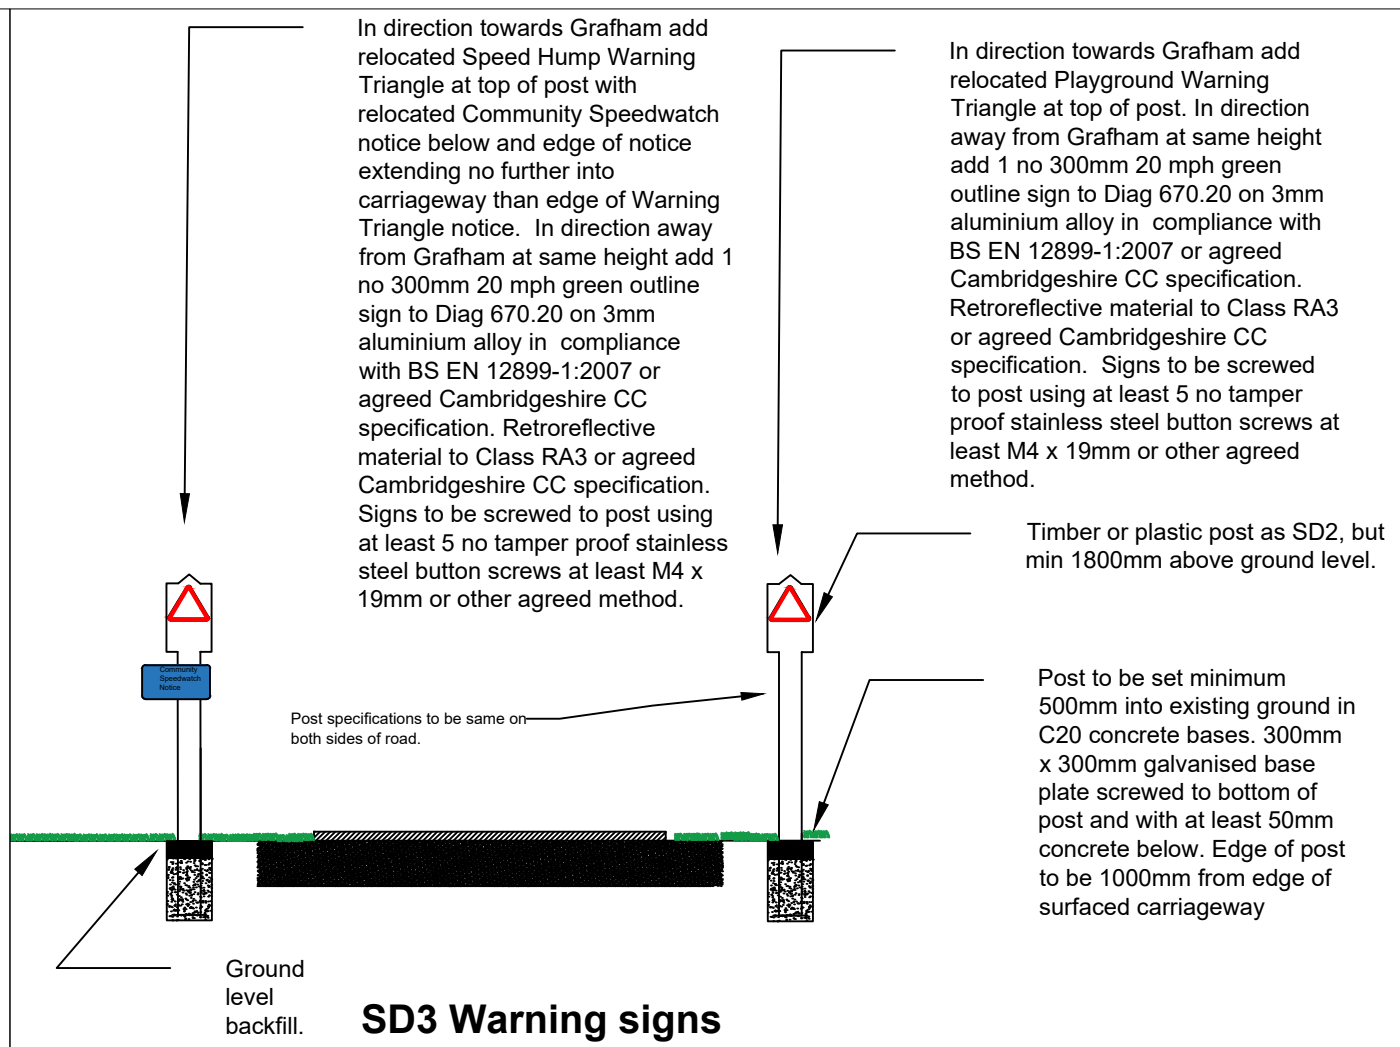 In direction towards Grafham add
relocated Speed Hump Warning
Triangle at top of post with
relocated Community Speedwatch
notice below and edge of notice
extending no further into
carriageway than edge of Warning
Triangle notice.  In direction away
from Grafham at same height add 1
no 300mm 20 mph green outline
sign to Diag 670.20 on 3mm
aluminium alloy in  compliance
with BS EN 12899-1:2007 or
agreed Cambridgeshire CC
specification. Retroreflective
material to Class RA3 or agreed
Cambridgeshire CC specification.
Signs to be screwed to post using
at least 5 no tamper proof stainless
steel button screws at least M4 x
19mm or other agreed method.
In direction towards Grafham add
relocated Playground Warning
Triangle at top of post. In direction
away from Grafham at same height
add 1 no 300mm 20 mph green
outline sign to Diag 670.20 on 3mm
aluminium alloy in  compliance with
BS EN 12899-1:2007 or agreed
Cambridgeshire CC specification.
Retroreflective material to Class RA3
or agreed Cambridgeshire CC
specification.  Signs to be screwed
to post using at least 5 no tamper
proof stainless steel button screws at
least M4 x 19mm or other agreed
method.
Timber or plastic post as SD2, but
min 1800mm above ground level.
Community
Speedwatch
Notice
Post specifications to be same on
both sides of road.
Post to be set minimum
500mm into existing ground in
C20 concrete bases. 300mm
x 300mm galvanised base
plate screwed to bottom of
post and with at least 50mm
concrete below. Edge of post
to be 1000mm from edge of
surfaced carriageway
Ground
level
backfill.
SD3 Warning signs